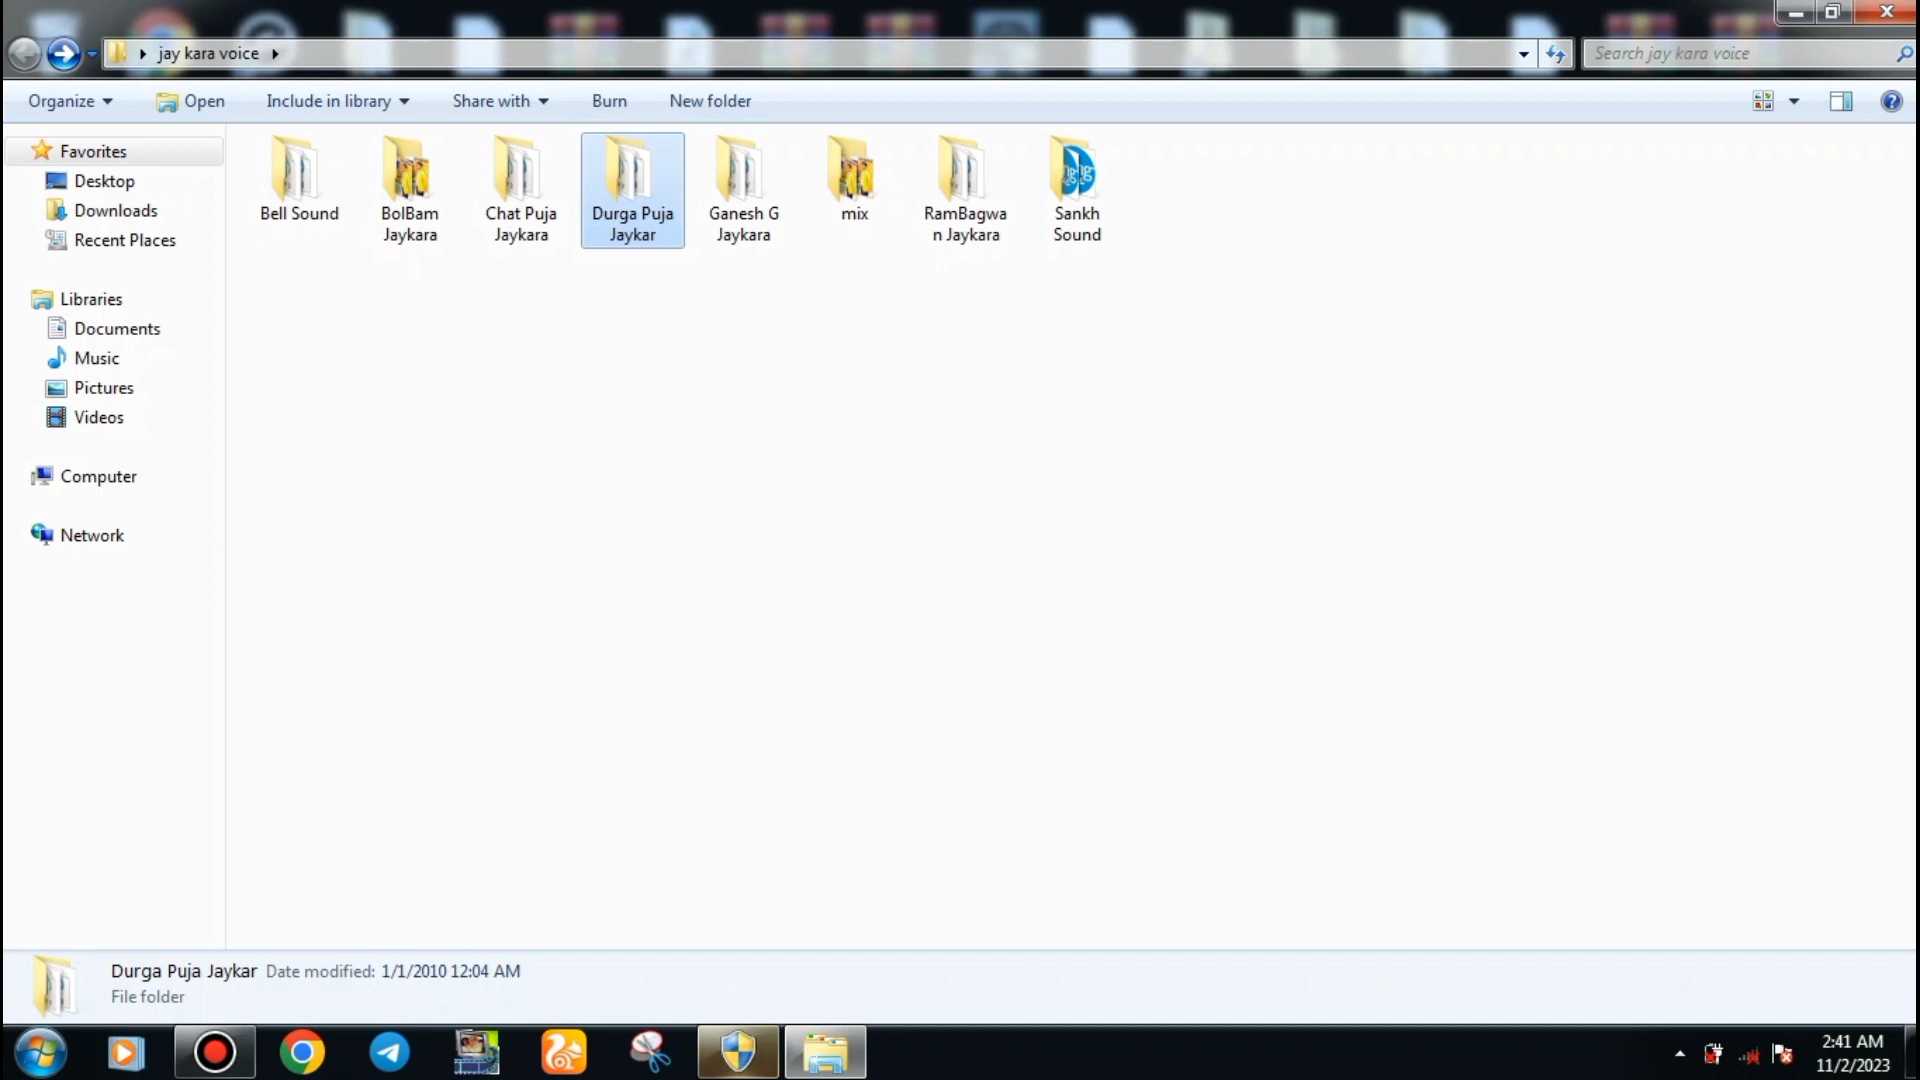 jay kara voice
Search jay kara voice
Organize
Open
Include in library
Share with
Burn
New folder
Favorites
Desktop
Downloads
Recent Places
Libraries
Documents
Music
Pictures
Videos
Computer
Network
Bell Sound
BolBam
Jaykara
Chat Puja
Jaykara
Durga Puja
Jaykar
Ganesh G
Jaykara
mix
RamBagwa
n Jaykara
Sankh
Sound
Durga Puja Jaykar Date modified: 1/1/2010 12:04 AM
File folder
2:41 AM
11/2/2023